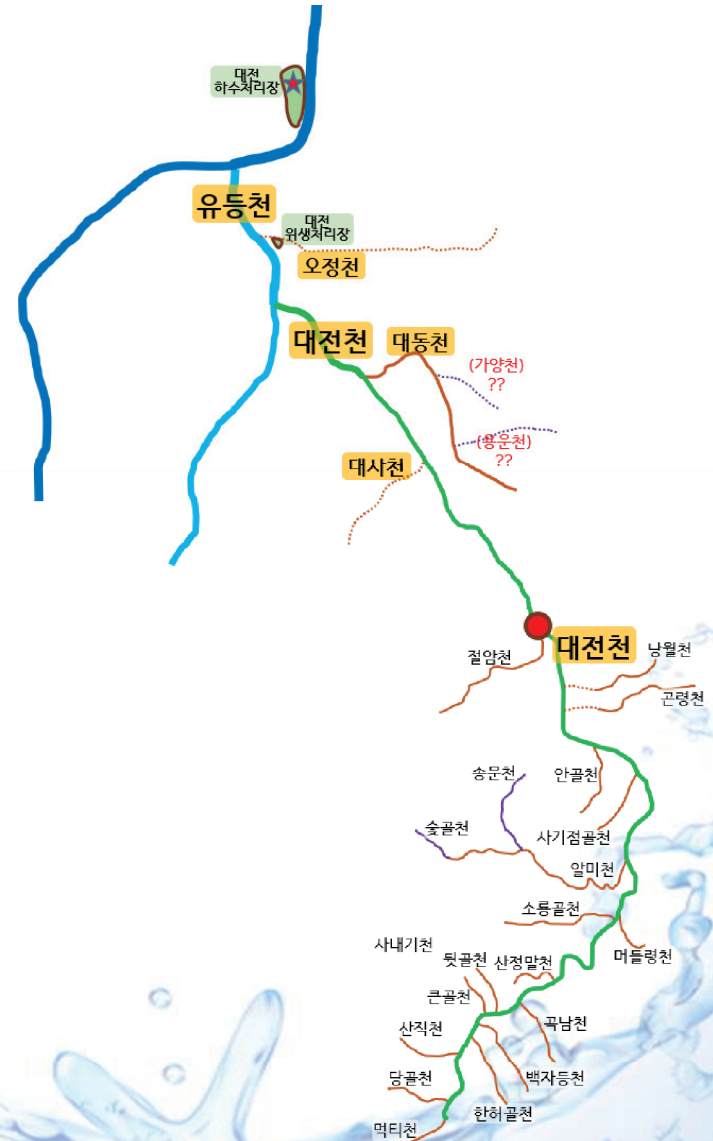 대전
하수처리장
유등천
대전
위생처리장
오정천
대전천
대동천
(가양천)
??
(용운천)
??
대사천
대전천
절암천
낭월천
곤령천
송문천
안골천
숯골천
사기점골천
알미천
소룡골천
사내기천
머들령천
뒷골천
산정말천
큰골천
곡남천
산직천
당골천
백자등천
한허골천
먹티천